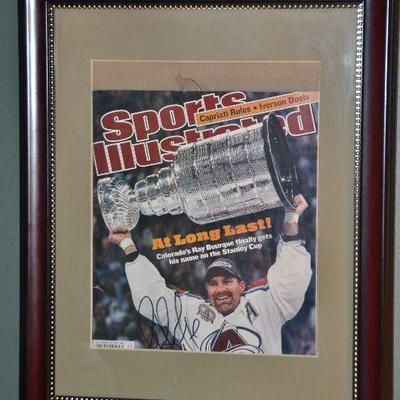 Sports
Illustrated
Capriati Rules • Iverson Duels
At Long Last!
Colorado's Ray Bourque finally gets
his name on the Stanley Cup
A